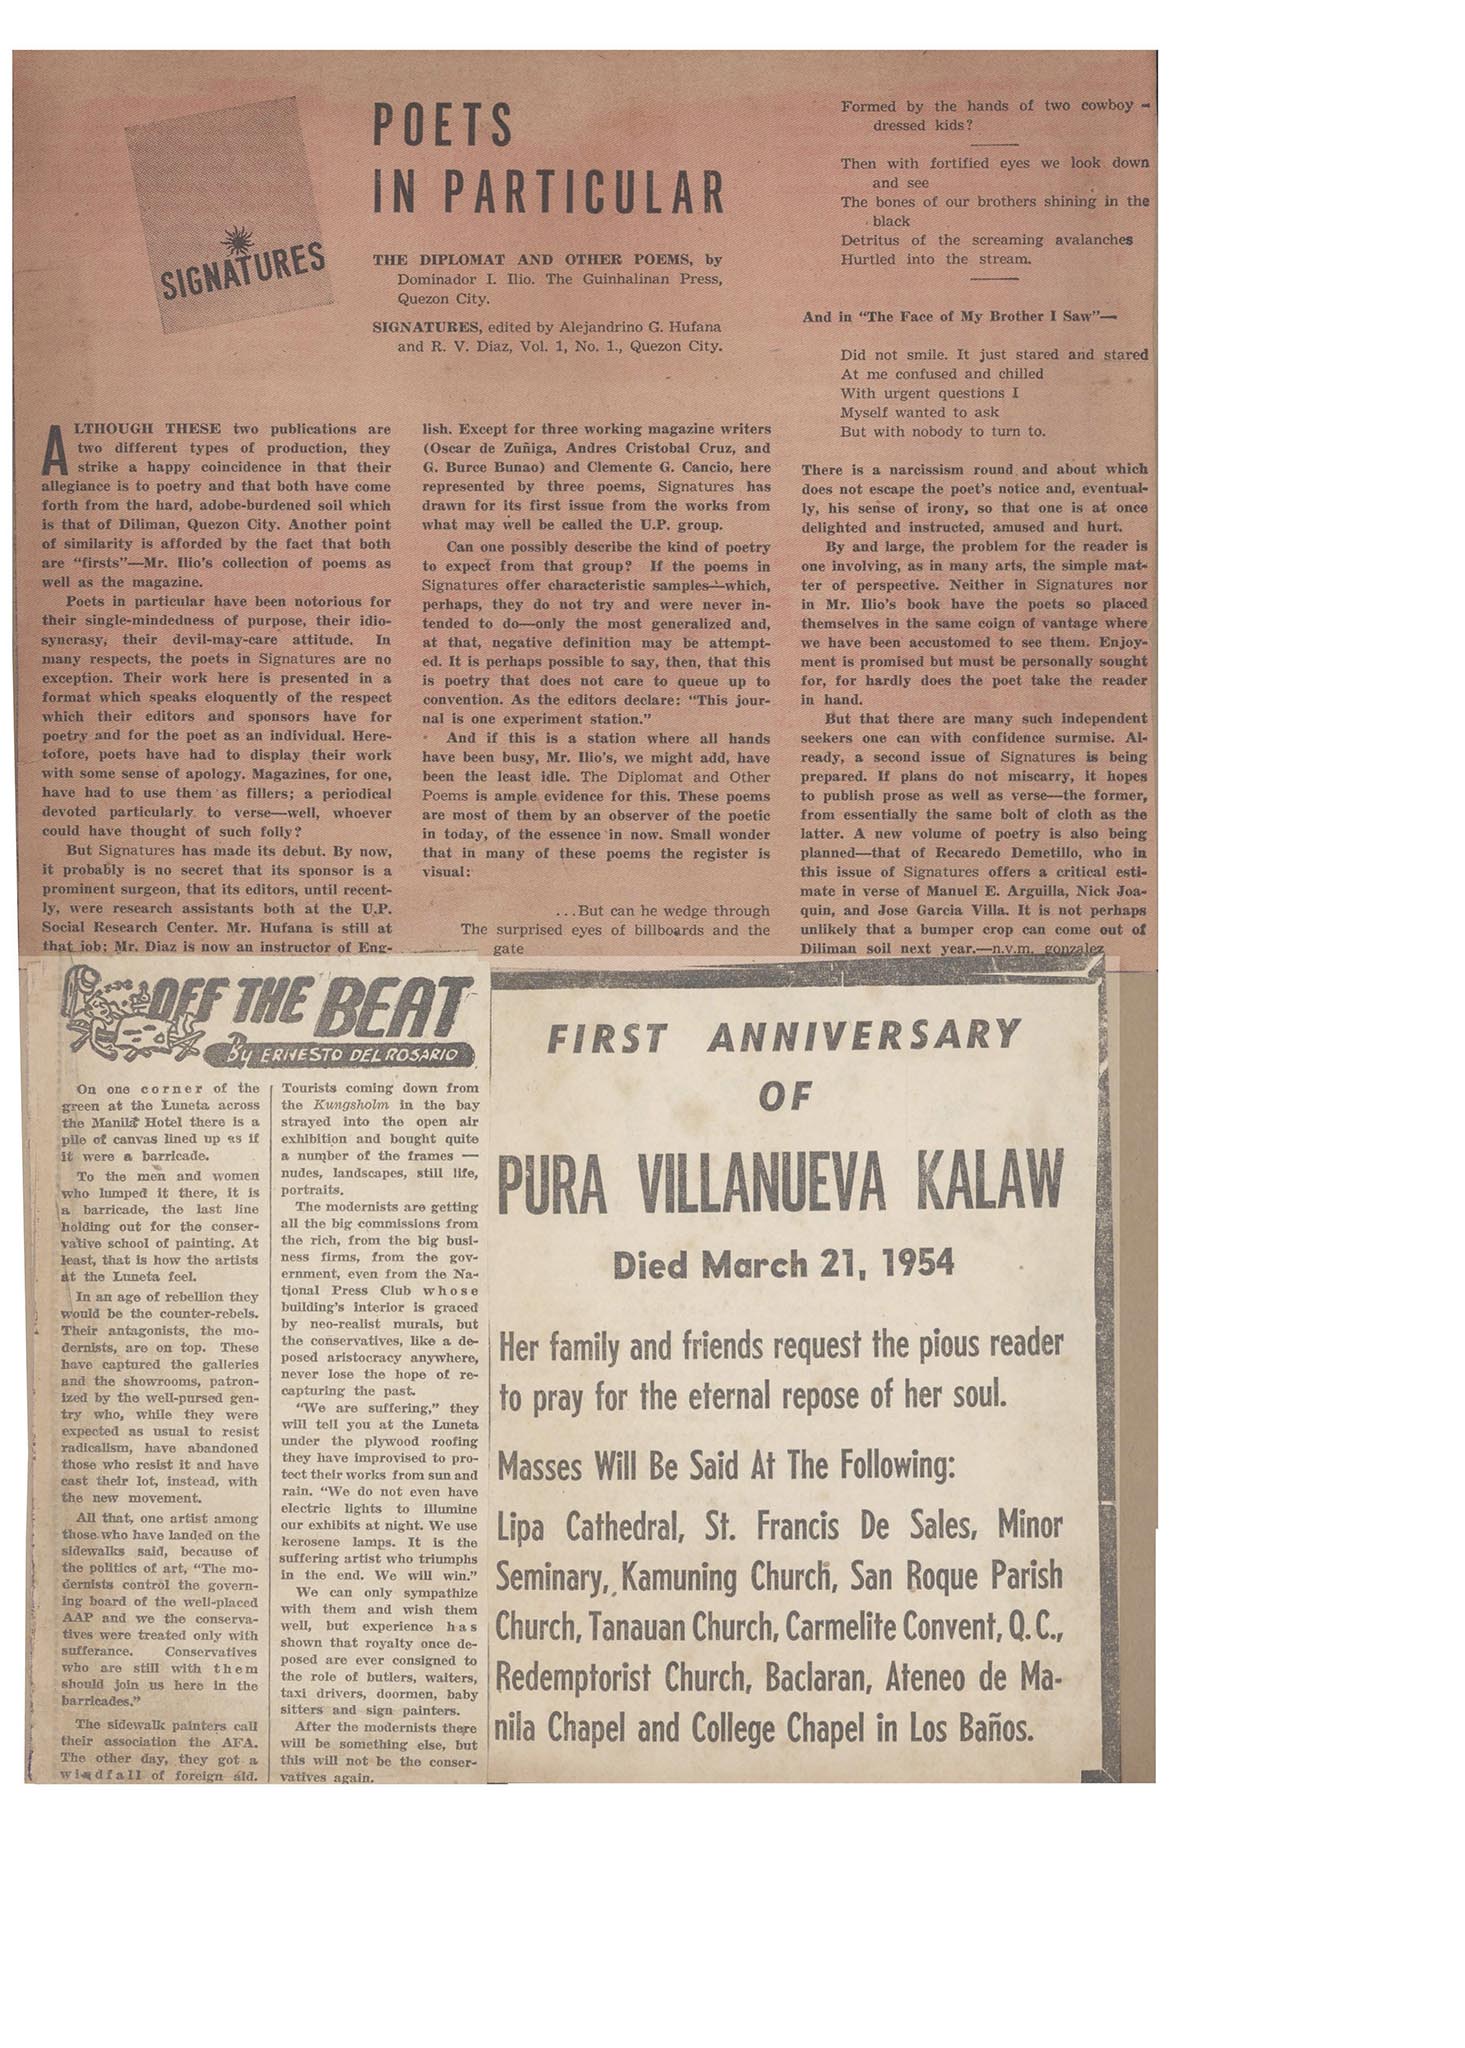 SIGNATURES
POETS
IN PARTICULAR
THE DIPLOMAT AND OTHER POEMS, by
Dominador I. Ilio. The Guinhalinan Press,
Quezon City.
SIGNATURES, edited by Alejandrino G. Hufana
and R. V. Diaz, Vol. 1, No. 1., Quezon City.
ALTHOUGH THESE two publications are
two different types of production, they
strike a happy coincidence in that their
allegiance is to poetry and that both have come
forth from the hard, adobe-burdened soil which
is that of Diliman, Quezon City. Another point
of similarity is afforded by the fact that both
are “firsts”—Mr. Ilio's collection of poems as
well as the magazine.
Poets in particular have been notorious for
their single-mindedness of purpose, their idio-
syncrasy, their devil-may-care attitude. In
many respects, the poets in Signatures are no
exception. Their work here is presented in a
format which speaks eloquently of the respect
which their editors and sponsors have for
poetry and for the poet as an individual. Here-
tofore, poets have had to display their work
with some sense of apology. Magazines, for one,
have had to use them as fillers; a periodical
devoted particularly to verse—well, whoever
could have thought of such folly?
But Signatures has made its debut. By now,
it probably is no secret that its sponsor is a
prominent surgeon, that its editors, until recent-
ly, were research assistants both at the U.P.
Social Research Center. Mr. Hufana is still at
that job; Mr. Diaz is now an instructor of Eng-
lish. Except for three working magazine writers
(Oscar de Zuñiga, Andres Cristobal Cruz, and
G. Burce Bunao) and Clemente G. Cancio, here
represented by three poems, Signatures has
drawn for its first issue from the works from
what may well be called the U.P. group.
Can one possibly describe the kind of poetry
to expect from that group? If the poems in
Signatures offer characteristic samples—which,
perhaps, they do not try and were never in-
tended to do—only the most generalized and,
at that, negative definition may be attempt-
ed. It is perhaps possible to say, then, that this
is poetry that does not care to queue up to
convention. As the editors declare: “This jour-
nal is one experiment station.”
And if this is a station where all hands
have been busy, Mr. Ilio's, we might add, have
been the least idle. The Diplomat and Other
Poems is ample evidence for this. These poems
are most of them by an observer of the poetic
in today, of the essence in now. Small wonder
that in many of these poems the register is
visual:
...But can he wedge through
The surprised eyes of billboards and the
gate
Formed by the hands of two cowboy -
dressed kids?
Then with fortified eyes we look down
and see
The bones of our brothers shining in the
black
Detritus of the screaming avalanches
Hurtled into the stream.
And in “The Face of My Brother I Saw”—
Did not smile. It just stared and stared
At me confused and chilled
With urgent questions I
Myself wanted to ask
But with nobody to turn to.
There is a narcissism round and about which
does not escape the poet's notice and, eventual-
ly, his sense of irony, so that one is at once
delighted and instructed, amused and hurt.
By and large, the problem for the reader is
one involving, as in many arts, the simple mat-
ter of perspective. Neither in Signatures nor
in Mr. Ilio's book have the poets so placed
themselves in the same coign of vantage where
we have been accustomed to see them. Enjoy-
ment is promised but must be personally sought
for, for hardly does the poet take the reader
in hand.
But that there are many such independent
seekers one can with confidence surmise. Al-
ready, a second issue of Signatures is being
prepared. If plans do not miscarry, it hopes
to publish prose as well as verse—the former,
from essentially the same bolt of cloth as the
latter. A new volume of poetry is also being
planned—that of Recaredo Demetillo, who in
this issue of Signatures offers a critical esti-
mate in verse of Manuel E. Arguilla, Nick Joa-
quin, and Jose Garcia Villa. It is not perhaps
unlikely that a bumper crop can come out of
Diliman soil next year.—n.v.m. gonzalez
OFF THE BEAT
By ERNESTO DEL ROSARIO
On one corner of the
green at the Luneta across
the Manila Hotel there is a
pile of canvas lined up as if
it were a barricade.
To the men and women
who lumped it there, it is
a barricade, the last line
holding out for the conser-
vative school of painting. At
least, that is how the artists
at the Luneta feel.
In an age of rebellion they
would be the counter-rebels.
Their antagonists, the mo-
dernists, are on top. These
have captured the galleries
and the showrooms, patron-
ized by the well-pursed gen-
try who, while they were
expected as usual to resist
radicalism, have abandoned
those who resist it and have
cast their lot, instead, with
the new movement.
All that, one artist among
those who have landed on the
sidewalks said, because of
the politics of art, “The mo-
dernists control the govern-
ing board of the well-placed
AAP and we the conserva-
tives were treated only with
sufferance. Conservatives
who are still with them
should join us here in the
barricades.”
The sidewalk painters call
their association the AFA.
The other day, they got a
windfall of foreign aid.
Tourists coming down from
the Kungsholm in the bay
strayed into the open air
exhibition and bought quite
a number of the frames —
nudes, landscapes, still life,
portraits.
The modernists are getting
all the big commissions from
the rich, from the big busi-
ness firms, from the gov-
ernment, even from the Na-
tional Press Club whose
building's interior is graced
by neo-realist murals, but
the conservatives, like a de-
posed aristocracy anywhere,
never lose the hope of re-
capturing the past.
“We are suffering,” they
will tell you at the Luneta
under the plywood roofing
they have improvised to pro-
tect their works from sun and
rain. “We do not even have
electric lights to illumine
our exhibits at night. We use
kerosene lamps. It is the
suffering artist who triumphs
in the end. We will win.”
We can only sympathize
with them and wish them
well, but experience has
shown that royalty once de-
posed are ever consigned to
the role of butlers, waiters,
taxi drivers, doormen, baby
sitters and sign painters.
After the modernists there
will be something else, but
this will not be the conser-
vatives again.
FIRST ANNIVERSARY
OF
PURA VILLANUEVA KALAW
Died March 21, 1954
Her family and friends request the pious reader
to pray for the eternal repose of her soul.
Masses Will Be Said At The Following:
Lipa Cathedral, St. Francis De Sales, Minor
Seminary, Kamuning Church, San Roque Parish
Church, Tanauan Church, Carmelite Convent, Q.C.,
Redemptorist Church, Baclaran, Ateneo de Ma-
nila Chapel and College Chapel in Los Baños.